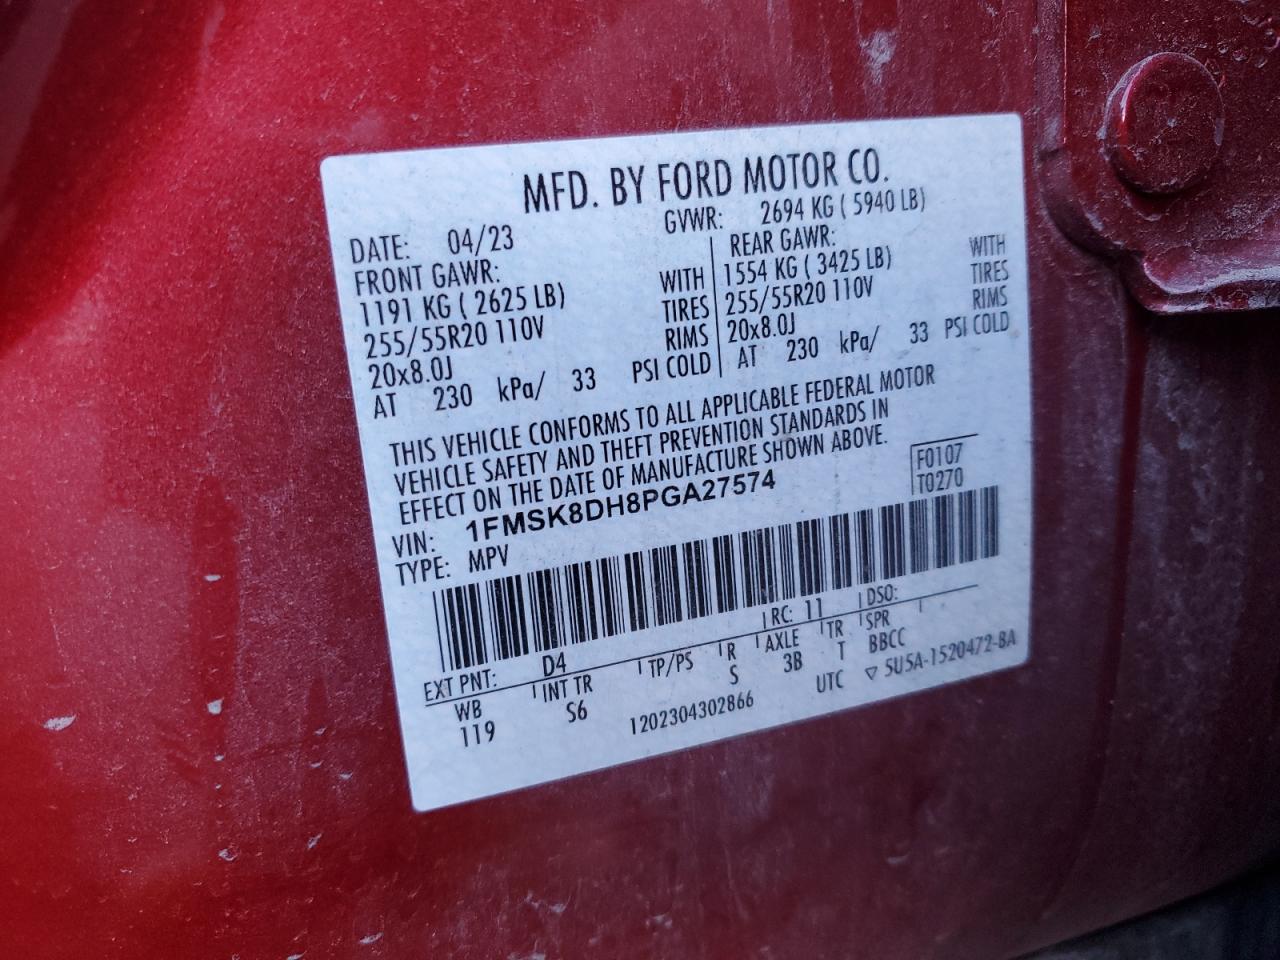 MFD. BY FORD MOTOR CO.
DATE: 04/23 GVWR: 2694 KG ( 5940 LB)
FRONT GAWR: REAR GAWR:
1191 KG ( 2625 LB) WITH 1554 KG ( 3425 LB) WITH
255/55R20 110V TIRES 255/55R20 110V TIRES
20x8.0J RIMS 20x8.0J RIMS
AT 230 kPa/ 33 PSI COLD AT 230 kPa/ 33 PSI COLD
THIS VEHICLE CONFORMS TO ALL APPLICABLE FEDERAL MOTOR
VEHICLE SAFETY AND THEFT PREVENTION STANDARDS IN
EFFECT ON THE DATE OF MANUFACTURE SHOWN ABOVE.
VIN: 1FMSK8DH8PGA27574 F0107
TYPE: MPV T0270
EXT PNT: D4 RC: 11 DSO:
WB INT TR TP/PS R AXLE TR SPR
119 S6 S 3B T BBCC
1202304302866 UTC ▽ 5U5A-1520472-BA